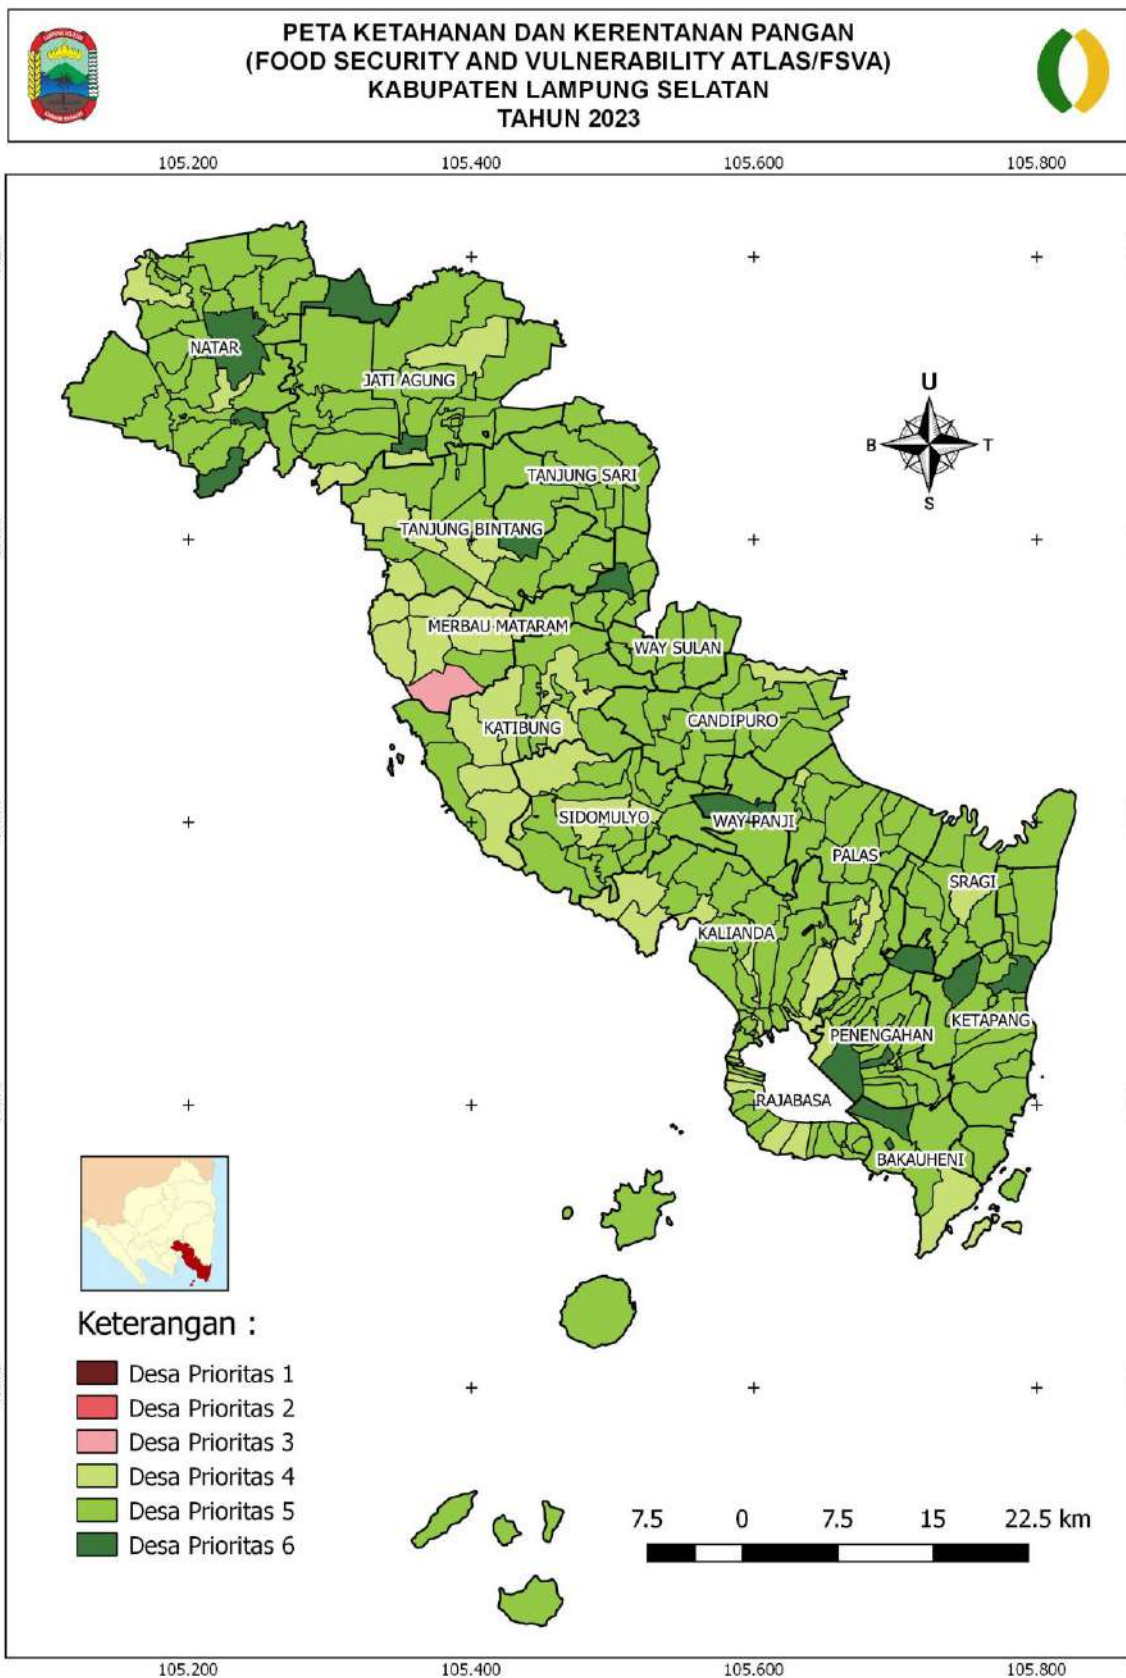 PETA KETAHANAN DAN KERENTANAN PANGAN
(FOOD SECURITY AND VULNERABILITY ATLAS/FSVA)
KABUPATEN LAMPUNG SELATAN
TAHUN 2023
105.200 105.400 105.600 105.800
NATAR
JATI AGUNG
U
B T
S
TANJUNG SARI
TANJUNG BINTANG
MERBAU MATARAM
WAY SULAN
KATIBUNG
CANDIPURO
SIDOMULYO
WAY PANJI
PALAS
SRAGI
KALIANDA
KETAPANG
PENENGAHAN
RAJABASA
BAKAUHENI
Keterangan :
Desa Prioritas 1
Desa Prioritas 2
Desa Prioritas 3
Desa Prioritas 4
Desa Prioritas 5
Desa Prioritas 6
7.5 0 7.5 15 22.5 km
105.200 105.400 105.600 105.800